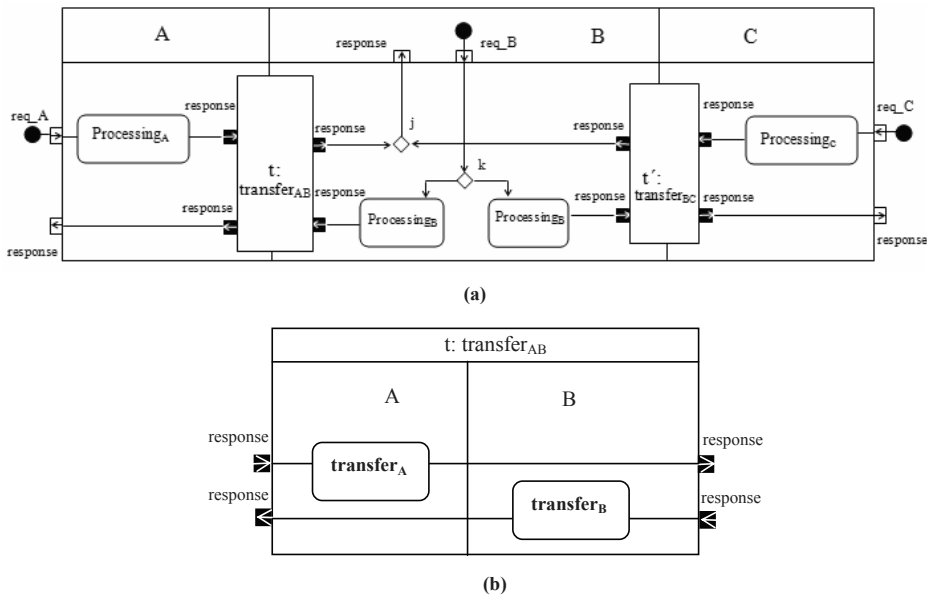 A
B
C
response
req_B
req_A
response
response
response
response
req_C
Processing_A
j
Processing_C
t:
transfer_AB
k
t´:
transfer_BC
response
response
response
response
Processing_B
Processing_B
response
response
(a)
t: transfer_AB
A
B
response
response
transfer_A
response
response
transfer_B
(b)